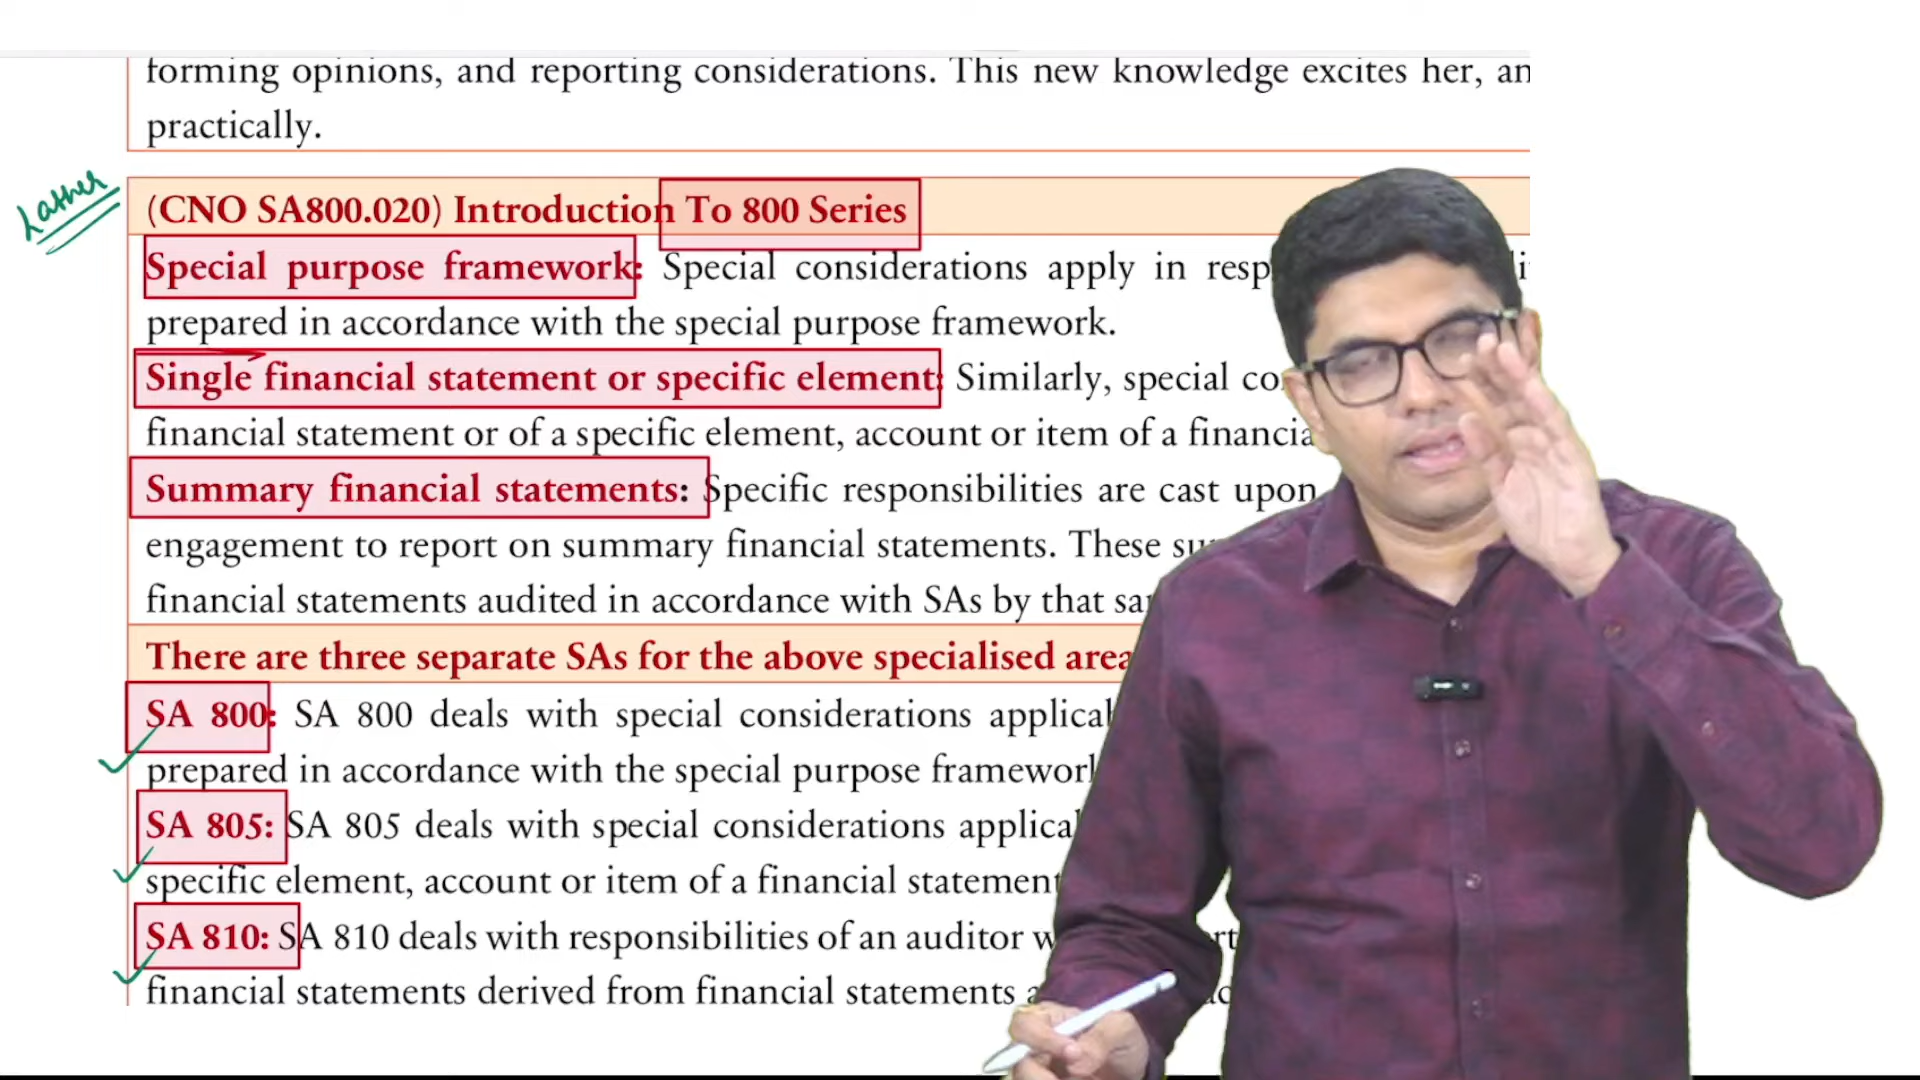 forming opinions, and reporting considerations. This new knowledge excites her, an
practically.
(CNO SA800.020) Introduction To 800 Series
Special purpose framework: Special considerations apply in resp
prepared in accordance with the special purpose framework.
Single financial statement or specific element: Similarly, special co
financial statement or of a specific element, account or item of a financia
Summary financial statements: Specific responsibilities are cast upon
engagement to report on summary financial statements. These su
financial statements audited in accordance with SAs by that sa
There are three separate SAs for the above specialised area
SA 800: SA 800 deals with special considerations applicab
prepared in accordance with the special purpose framework
SA 805: SA 805 deals with special considerations applica
specific element, account or item of a financial statement
SA 810: SA 810 deals with responsibilities of an auditor w
financial statements derived from financial statements a